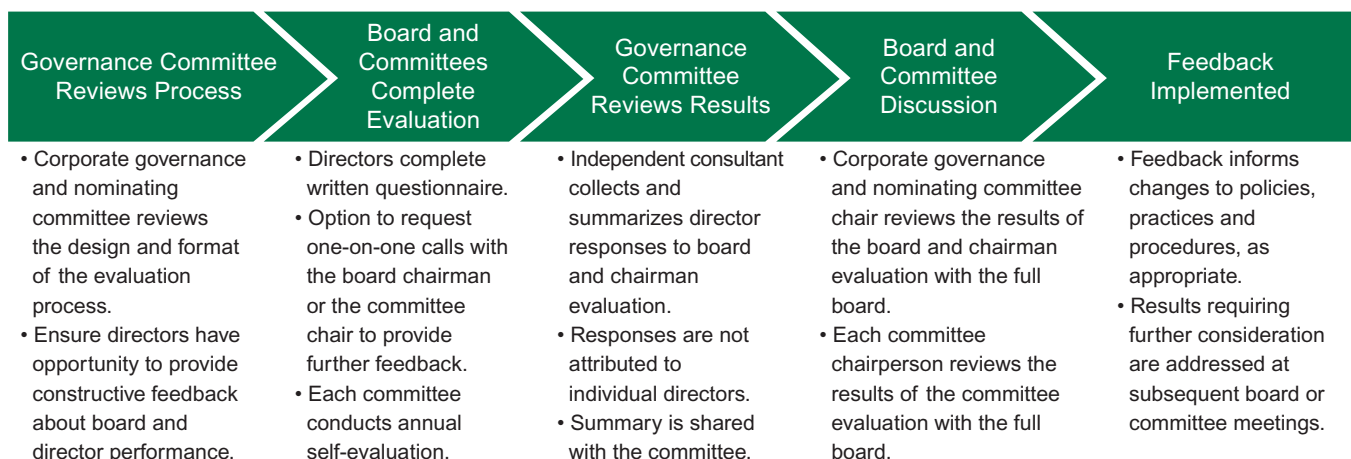 Governance Committee
Reviews Process
Board and
Committees
Complete
Evaluation
Governance
Committee
Reviews Results
Board and
Committee
Discussion
Feedback
Implemented
• Corporate governance
and nominating
committee reviews
the design and format
of the evaluation
process.
• Ensure directors have
opportunity to provide
constructive feedback
about board and
director performance.
• Directors complete
written questionnaire.
• Option to request
one-on-one calls with
the board chairman
or the committee
chair to provide
further feedback.
• Each committee
conducts annual
self-evaluation.
• Independent consultant
collects and
summarizes director
responses to board
and chairman
evaluation.
• Responses are not
attributed to
individual directors.
• Summary is shared
with the committee.
• Corporate governance
and nominating committee
chair reviews the results of
the board and chairman
evaluation with the full
board.
• Each committee
chairperson reviews the
results of the committee
evaluation with the full
board.
• Feedback informs
changes to policies,
practices and
procedures, as
appropriate.
• Results requiring
further consideration
are addressed at
subsequent board or
committee meetings.